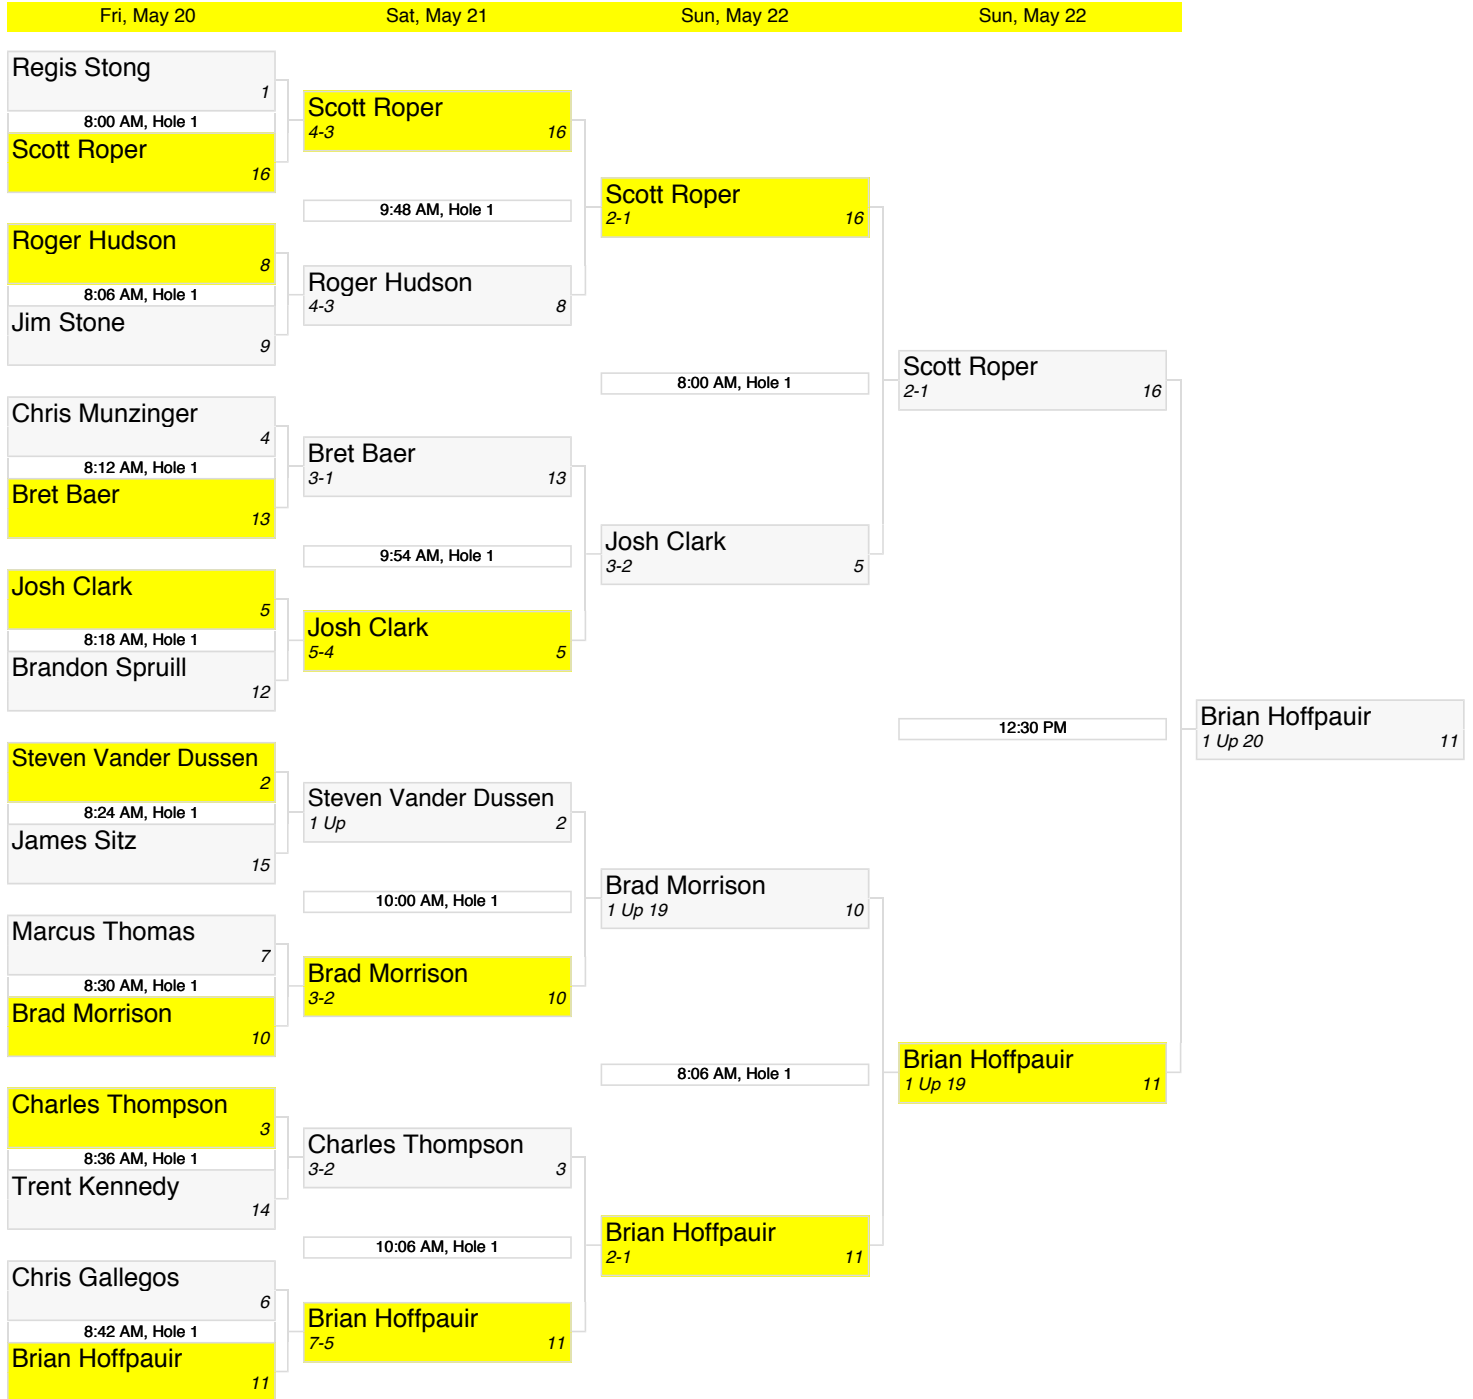 Fri, May 20
Sat, May 21
Sun, May 22
Sun, May 22
Regis Stong
1
8:00 AM, Hole 1
Scott Roper
16
Roger Hudson
8
8:06 AM, Hole 1
Jim Stone
9
Chris Munzinger
4
8:12 AM, Hole 1
Bret Baer
13
Josh Clark
5
8:18 AM, Hole 1
Brandon Spruill
12
Steven Vander Dussen
2
8:24 AM, Hole 1
James Sitz
15
Marcus Thomas
7
8:30 AM, Hole 1
Brad Morrison
10
Charles Thompson
3
8:36 AM, Hole 1
Trent Kennedy
14
Chris Gallegos
6
8:42 AM, Hole 1
Brian Hoffpauir
11
Scott Roper
4-3 16
9:48 AM, Hole 1
Roger Hudson
4-3 8
Bret Baer
3-1 13
9:54 AM, Hole 1
Josh Clark
5-4 5
Steven Vander Dussen
1 Up 2
10:00 AM, Hole 1
Brad Morrison
3-2 10
Charles Thompson
3-2 3
10:06 AM, Hole 1
Brian Hoffpauir
7-5 11
Scott Roper
2-1 16
8:00 AM, Hole 1
Josh Clark
3-2 5
Brad Morrison
1 Up 19 10
8:06 AM, Hole 1
Brian Hoffpauir
2-1 11
Scott Roper
2-1 16
12:30 PM
Brian Hoffpauir
1 Up 19 11
Brian Hoffpauir
1 Up 20 11